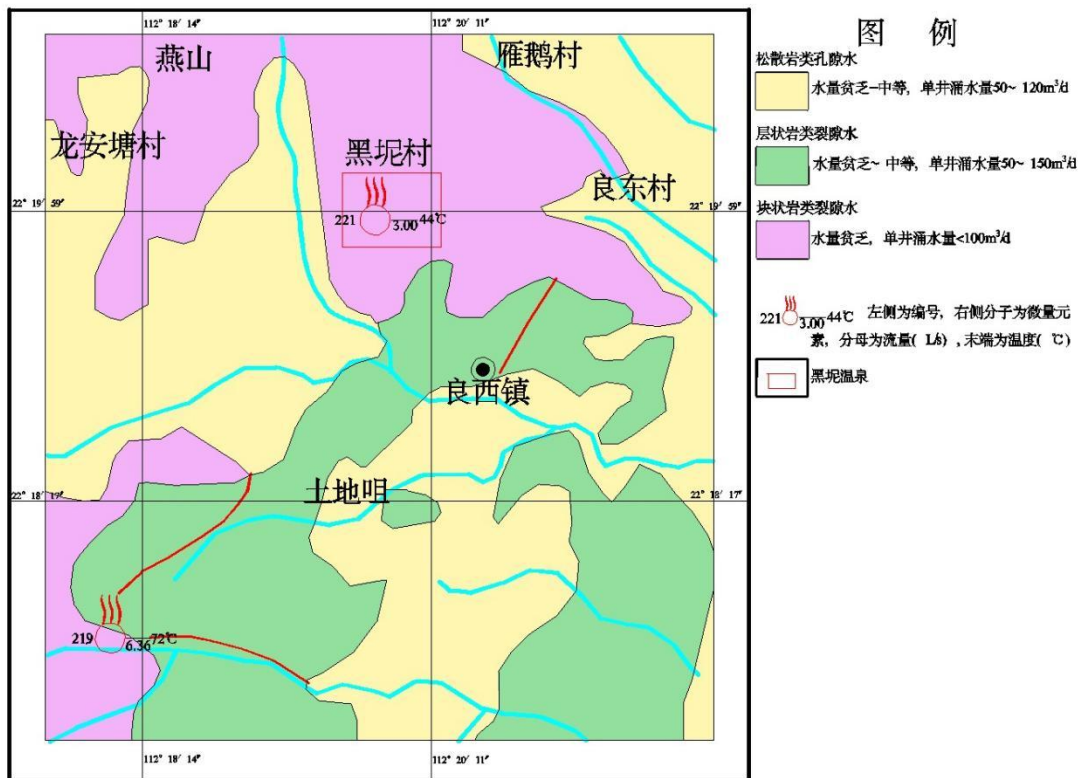 112° 18′ 14″
112° 20′ 11″
燕山
雁鹅村
龙安塘村
黑坭村
良东村
22° 19′ 59″
22° 19′ 59″
221
3.00
44℃
良西镇
土地咀
22° 18′ 17″
22° 18′ 17″
219
6.36
72℃
112° 18′ 14″
112° 20′ 11″
图 例
松散岩类孔隙水
水量贫乏-中等, 单井涌水量50~ 120m³/d
层状岩类裂隙水
水量贫乏~ 中等, 单井涌水量50~ 150m³/d
块状岩类裂隙水
水量贫乏, 单井涌水量<100m³/d
221 3.00 44℃ 左侧为编号, 右侧分子为微量元
素, 分母为流量( L/s) , 末端为温度( ℃)
黑坭温泉